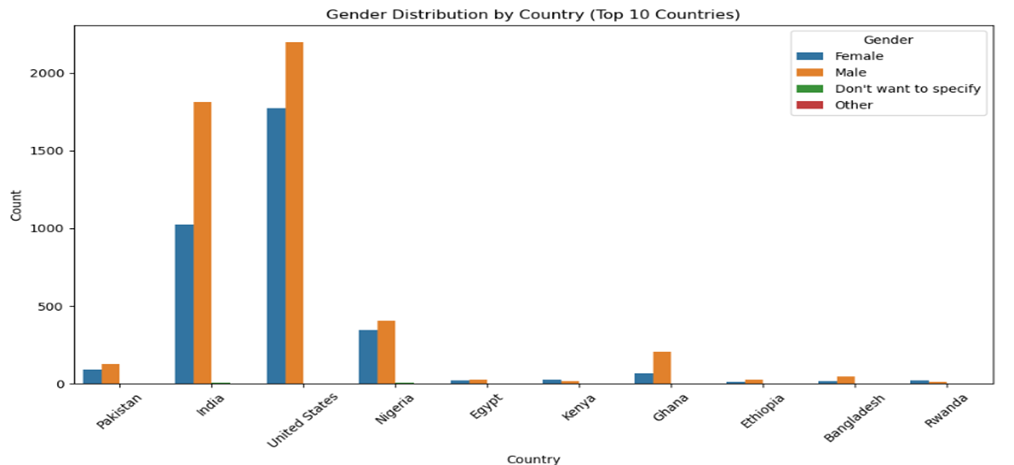 Gender Distribution by Country (Top 10 Countries)
Gender
Female
Male
Don't want to specify
Other
Count
2000
1500
1000
500
0
Pakistan
India
United States
Nigeria
Egypt
Kenya
Ghana
Ethiopia
Bangladesh
Rwanda
Country